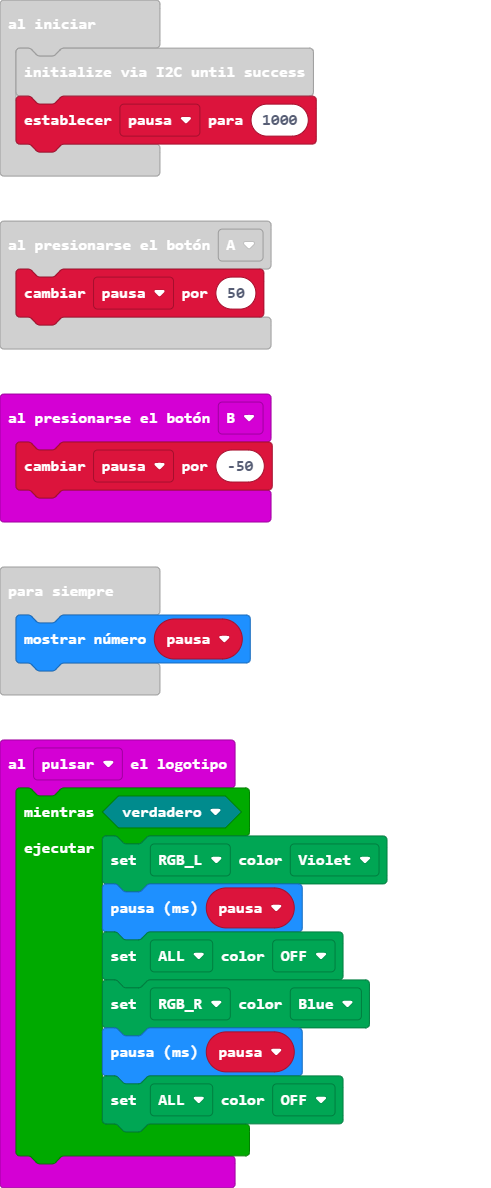 al iniciar
initialize via I2C until success
establecer pausa para 1000
al presionarse el botón A
cambiar pausa por 50
al presionarse el botón B
cambiar pausa por -50
para siempre
mostrar número pausa
al pulsar el logotipo
mientras verdadero
ejecutar
set RGB_L color Violet
pausa (ms) pausa
set ALL color OFF
set RGB_R color Blue
pausa (ms) pausa
set ALL color OFF